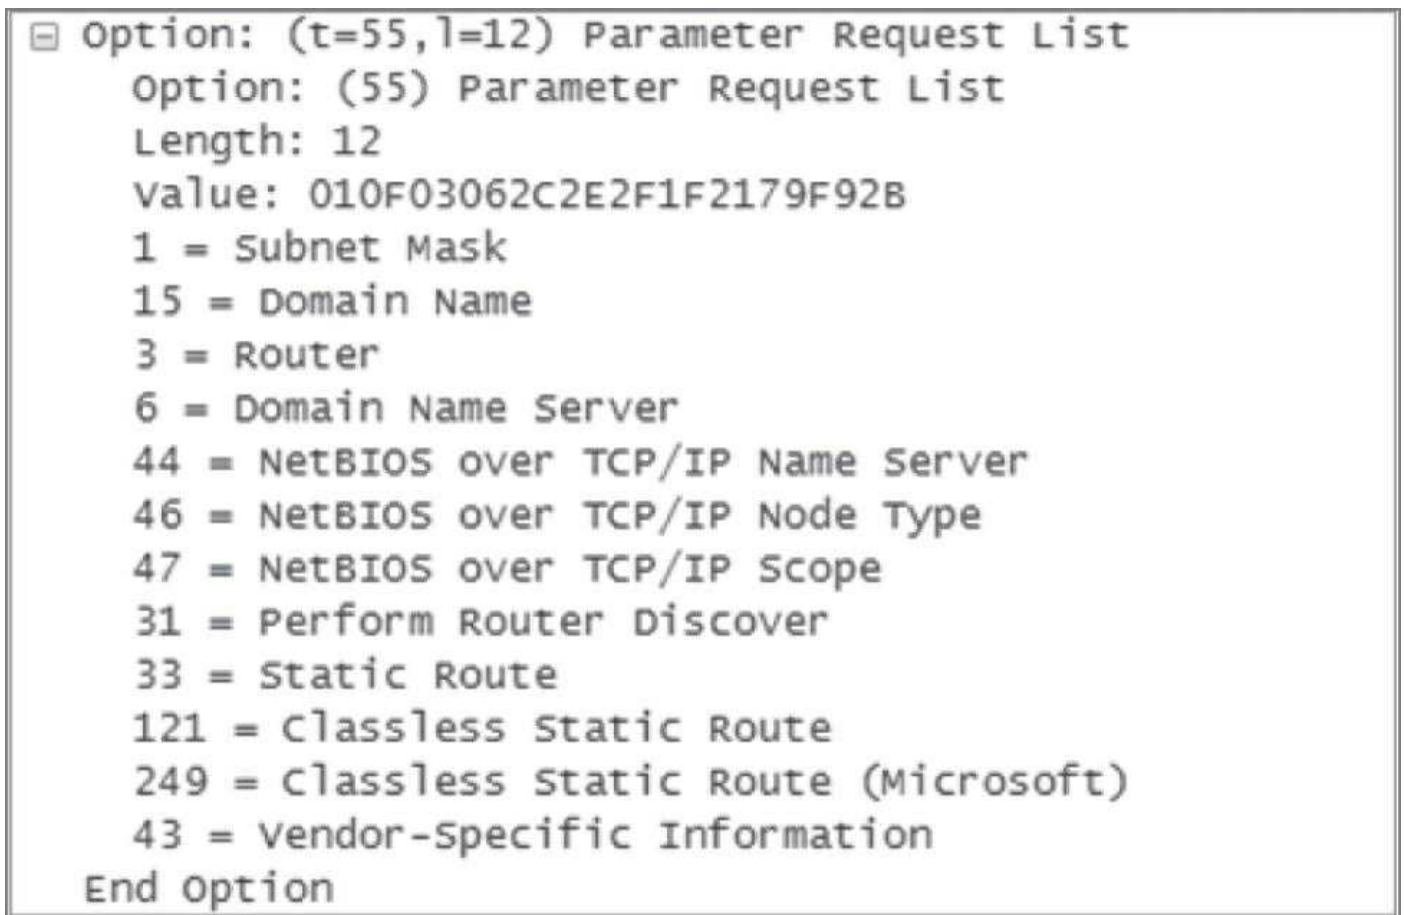 Option: (t=55,l=12) Parameter Request List
Option: (55) Parameter Request List
Length: 12
Value: 010F03062C2E2F1F2179F92B
1 = Subnet Mask
15 = Domain Name
3 = Router
6 = Domain Name Server
44 = NetBIOS over TCP/IP Name Server
46 = NetBIOS over TCP/IP Node Type
47 = NetBIOS over TCP/IP Scope
31 = Perform Router Discover
33 = Static Route
121 = Classless Static Route
249 = Classless Static Route (Microsoft)
43 = Vendor-Specific Information
End Option